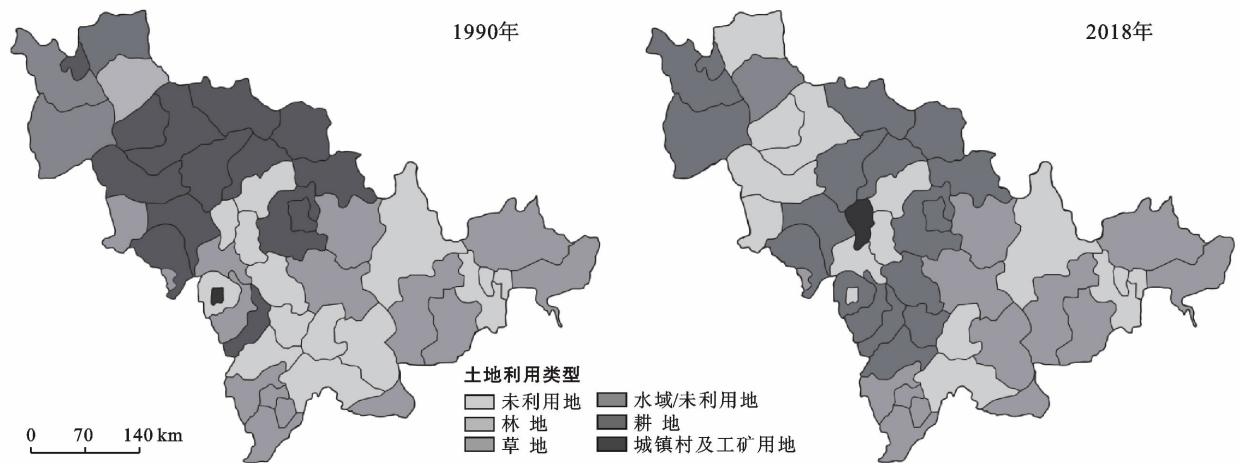 1990年
2018年
土地利用类型
未利用地
水域/未利用地
林 地
耕 地
草 地
城镇村及工矿用地
0 70 140 km